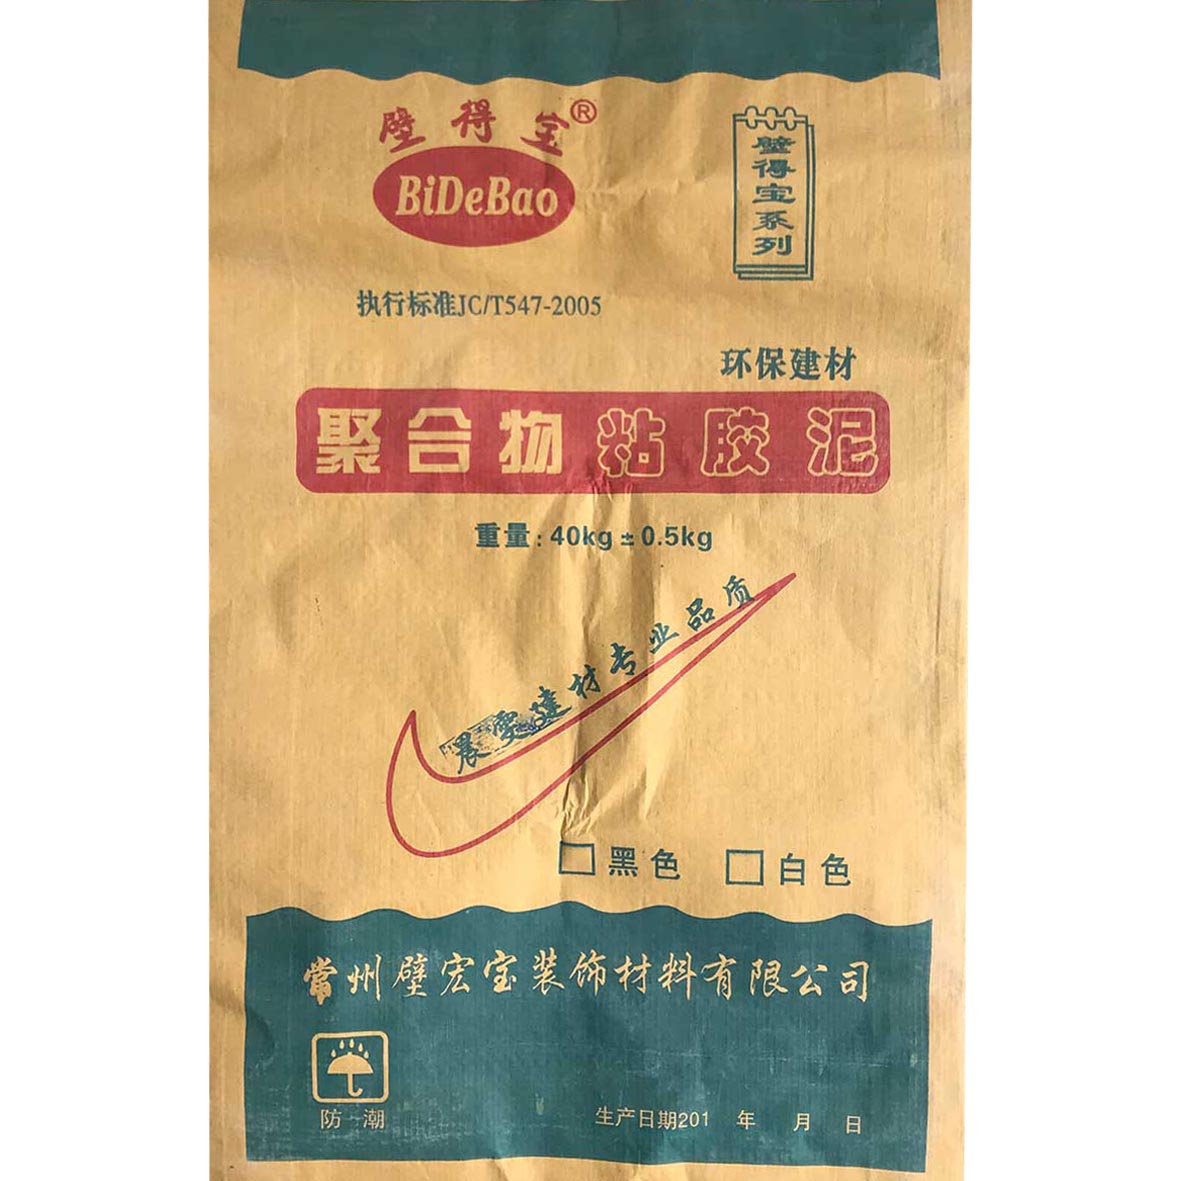 壁得宝®
BiDeBao
壁得宝系列
执行标准JC/T547-2005
环保建材
聚合物粘胶泥
重量:40kg±0.5kg
晨雯建材专业品质
黑色 白色
常州壁宏宝装饰材料有限公司
防潮
生产日期201 年 月 日